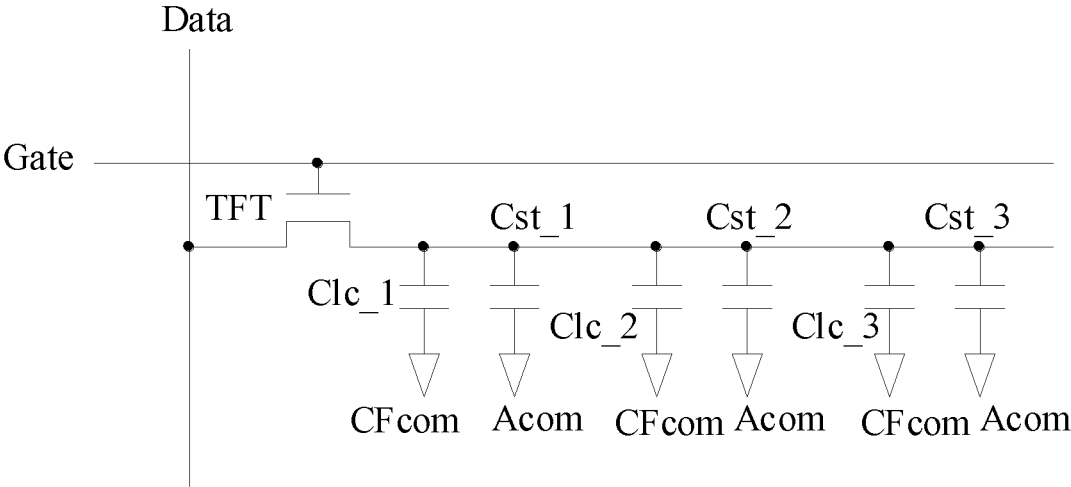 Data
Gate
TFT
Cst_1
Cst_2
Cst_3
Clc_1
Clc_2
Clc_3
CFcom
Acom
CFcom
Acom
CFcom
Acom